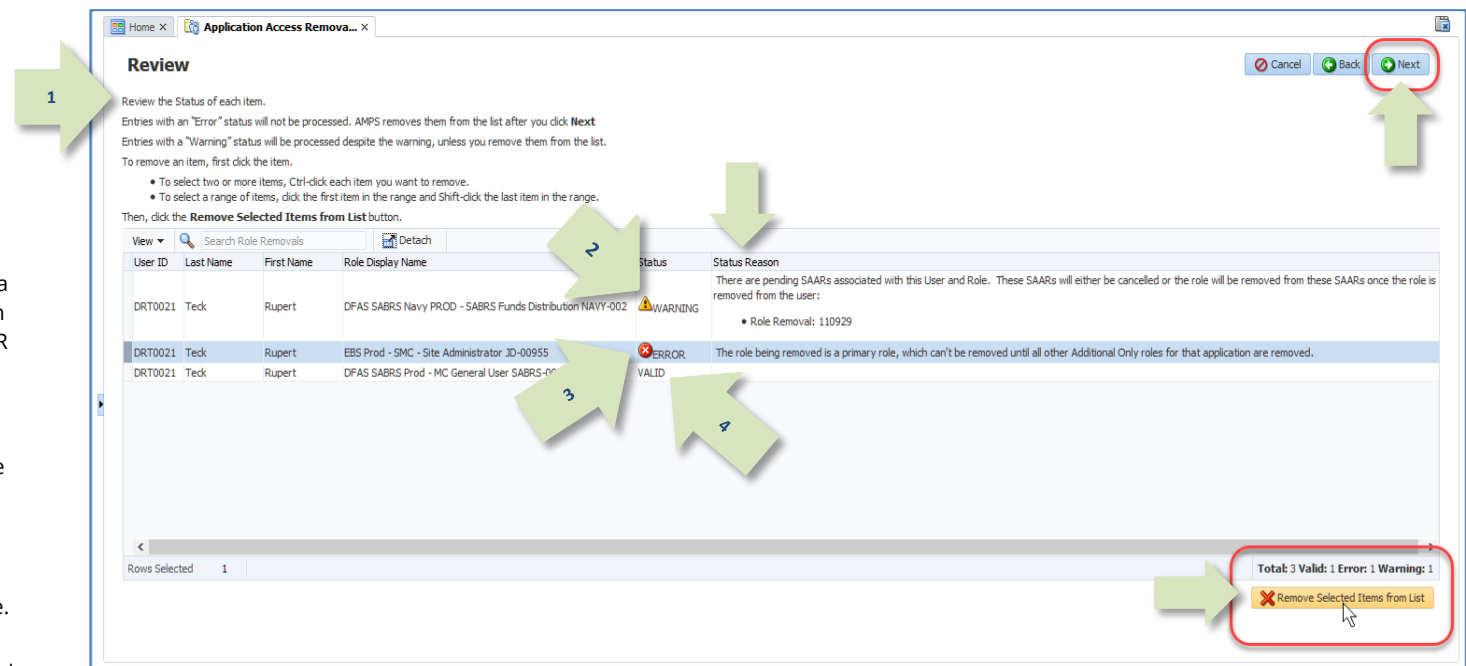 Home ×
Application Access Remova... ×
Review
Cancel
Back
Next
1
Review the Status of each item.
Entries with an "Error" status will not be processed. AMPS removes them from the list after you click Next
Entries with a "Warning" status will be processed despite the warning, unless you remove them from the list.
To remove an item, first click the item.
• To select two or more items, Ctrl-click each item you want to remove.
• To select a range of items, click the first item in the range and Shift-click the last item in the range.
Then, click the Remove Selected Items from List button.
View
Search Role Removals
Detach
2
User ID Last Name First Name Role Display Name Status Status Reason
There are pending SAARs associated with this User and Role. These SAARs will either be cancelled or the role will be removed from these SAARs once the role is
removed from the user:
DRT0021 Teck Rupert DFAS SABRS Navy PROD - SABRS Funds Distribution NAVY-002 WARNING
• Role Removal: 110929
DRT0021 Teck Rupert EBS Prod - SMC - Site Administrator JD-00955 ERROR The role being removed is a primary role, which can't be removed until all other Additional Only roles for that application are removed.
DRT0021 Teck Rupert DFAS SABRS Prod - MC General User VALID
3
4
Rows Selected 1
Total: 3 Valid: 1 Error: 1 Warning: 1
Remove Selected Items from List
a
R
e
e.